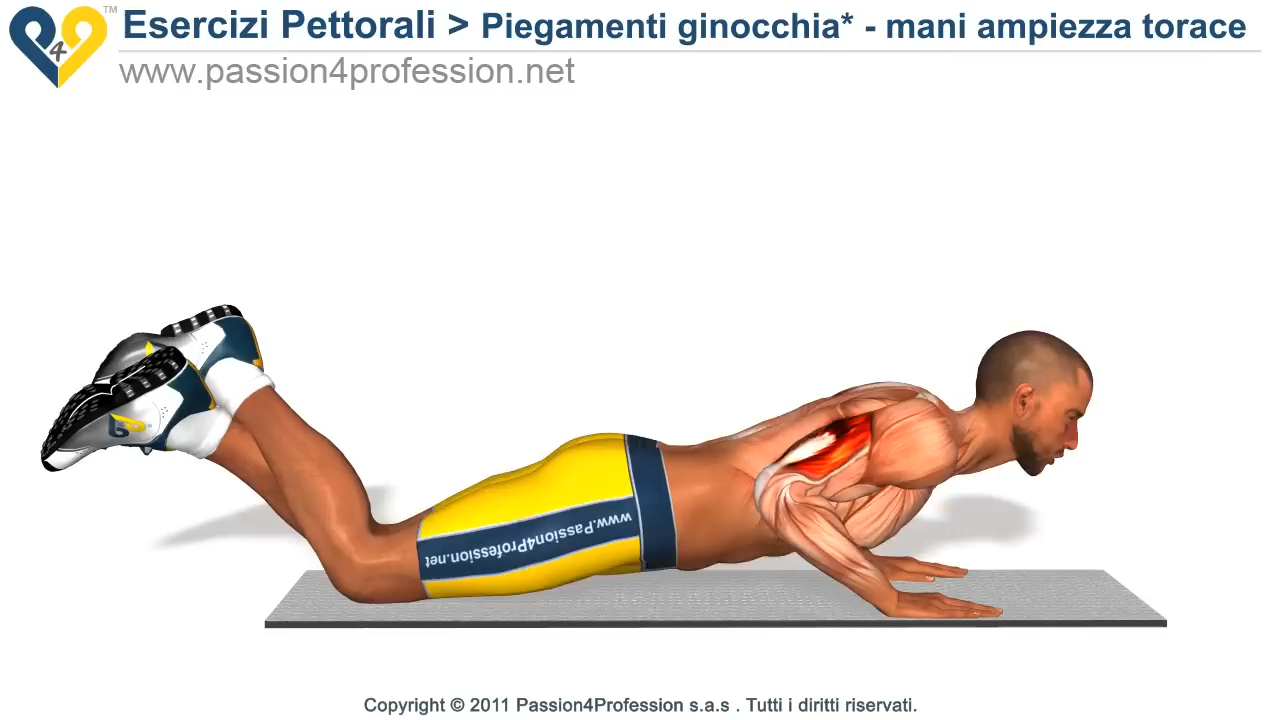 P4P™
Esercizi Pettorali > Piegamenti ginocchia* - mani ampiezza torace
www.passion4profession.net
www.Passion4Profession.net
Copyright © 2011 Passion4Profession s.a.s . Tutti i diritti riservati.